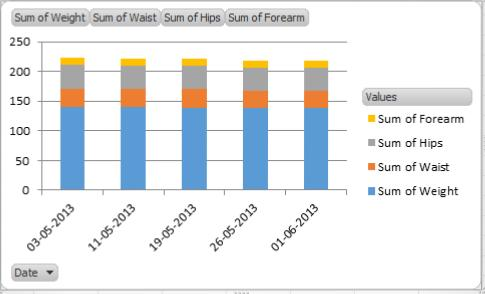 Sum of Weight Sum of Waist Sum of Hips Sum of Forearm
250
200
150
100
50
0
03-05-2013
11-05-2013
19-05-2013
26-05-2013
01-06-2013
Values
Sum of Forearm
Sum of Hips
Sum of Waist
Sum of Weight
Date